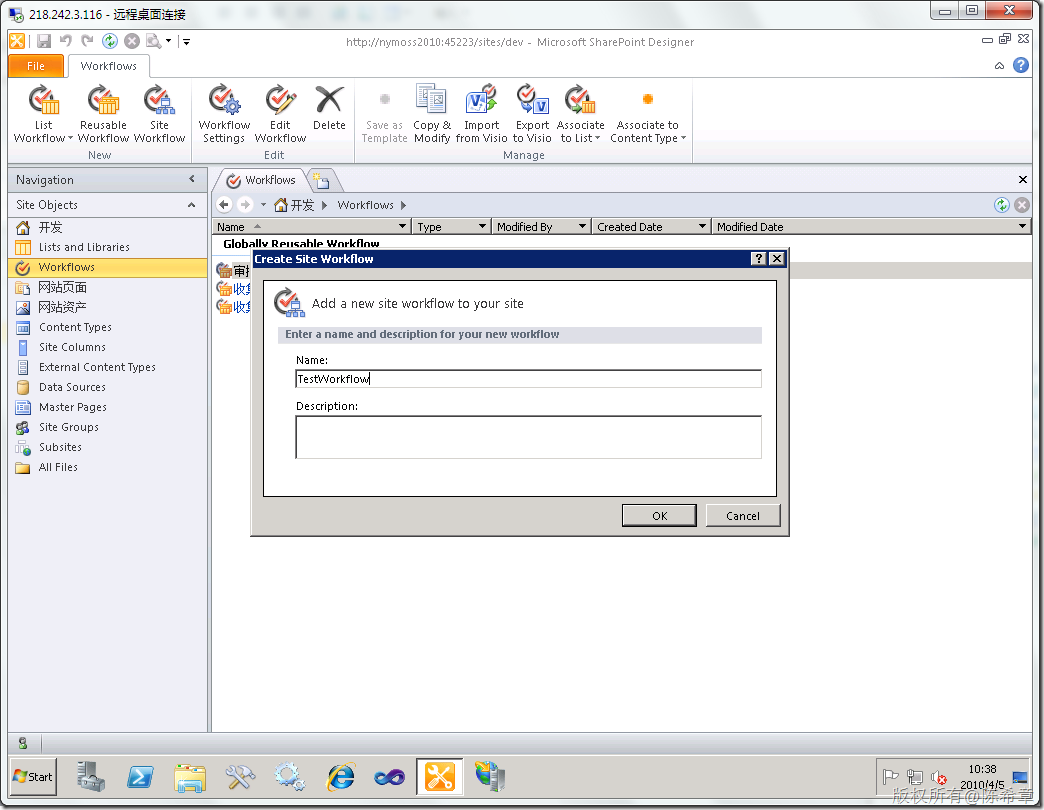 218.242.3.116 - 远程桌面连接
http://nymoss2010:45223/sites/dev - Microsoft SharePoint Designer
File
Workflows
List Workflow
Reusable Workflow
Site Workflow
New
Workflow Settings
Edit Workflow
Delete
Edit
Save as Template
Copy & Modify
Import from Visio
Export to Visio
Associate to List
Associate to Content Type
Manage
Navigation
Site Objects
开发
Lists and Libraries
Workflows
网站页面
网站资产
Content Types
Site Columns
External Content Types
Data Sources
Master Pages
Site Groups
Subsites
All Files
Workflows
开发 Workflows
Name Type Modified By Created Date Modified Date
Globally Reusable Workflow
审
收
收
Create Site Workflow
Add a new site workflow to your site
Enter a name and description for your new workflow
Name:
TestWorkflow
Description:
OK Cancel
Start
10:38
2010/4/5
版权所有@陈希章